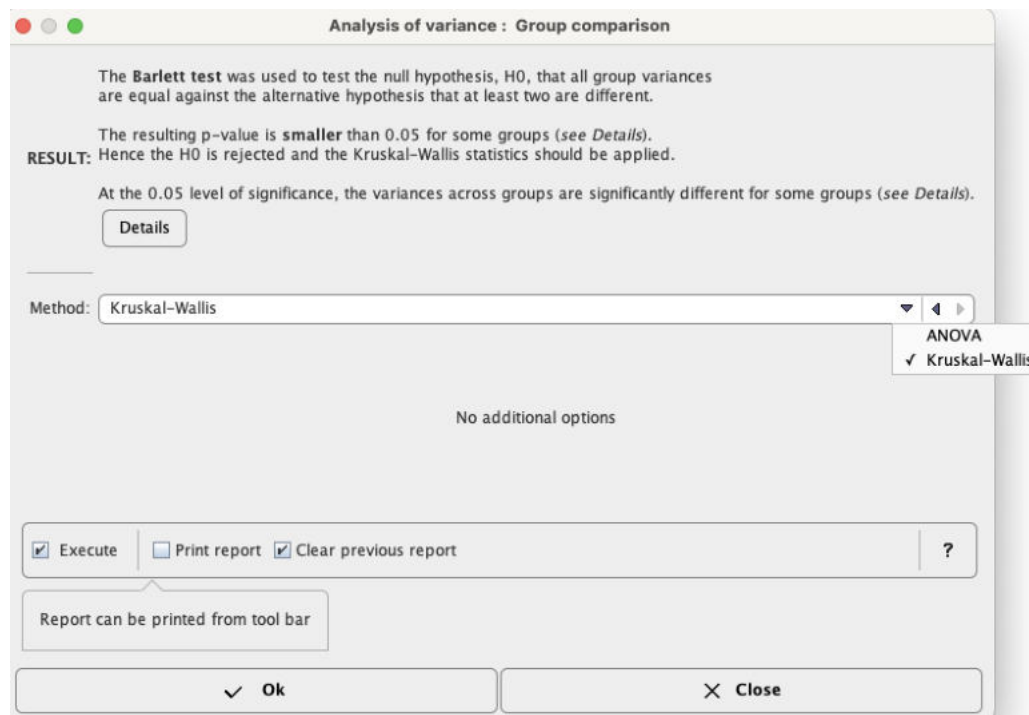 Analysis of variance : Group comparison
The Barlett test was used to test the null hypothesis, H0, that all group variances
are equal against the alternative hypothesis that at least two are different.
The resulting p-value is smaller than 0.05 for some groups (see Details).
RESULT: Hence the H0 is rejected and the Kruskal-Wallis statistics should be applied.
At the 0.05 level of significance, the variances across groups are significantly different for some groups (see Details).
Details
Method: Kruskal-Wallis
ANOVA
✓ Kruskal-Wallis
No additional options
Execute Print report Clear previous report ?
Report can be printed from tool bar
Ok Close